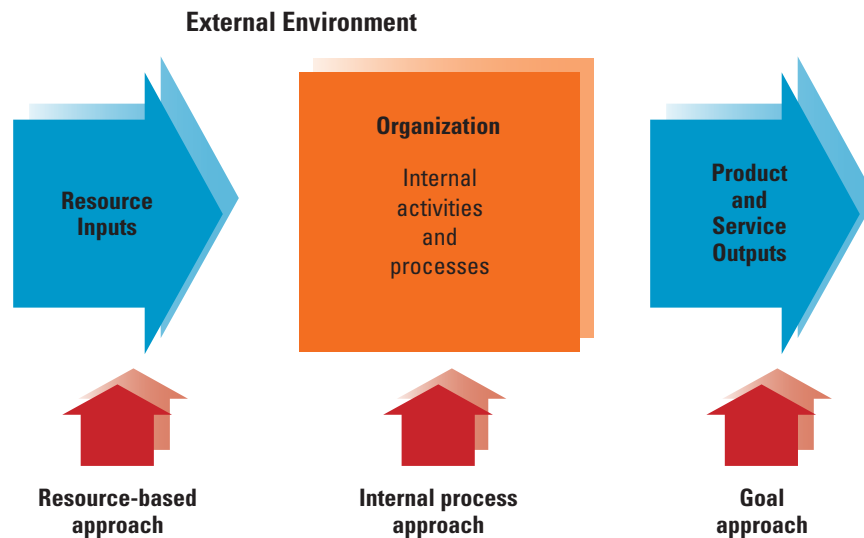 External Environment
Resource
Inputs
Organization
Internal
activities
and
processes
Product
and
Service
Outputs
Resource-based
approach
Internal process
approach
Goal
approach